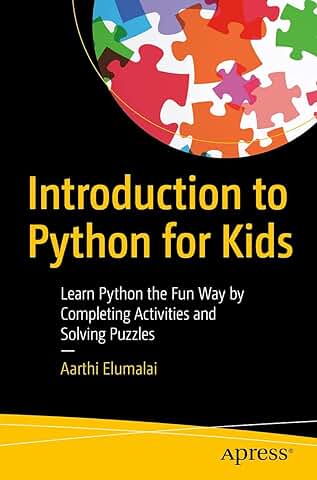 Introduction to
Python for Kids
Learn Python the Fun Way by
Completing Activities and
Solving Puzzles
—
Aarthi Elumalai
Apress®